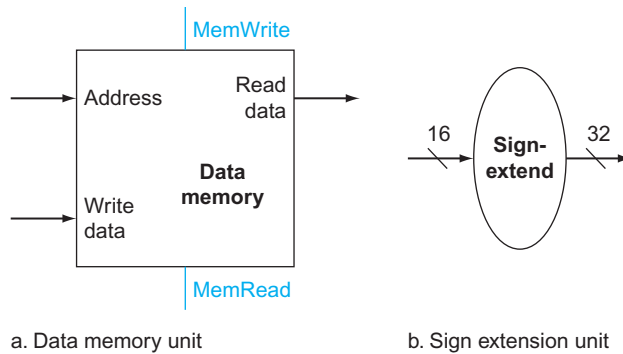 MemWrite
Address
Read
data
Data
memory
Write
data
MemRead
16
Sign-
extend
32
a. Data memory unit
b. Sign extension unit